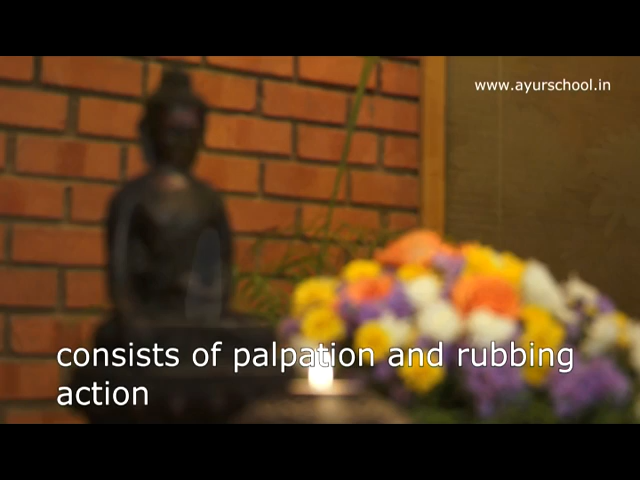 www.ayurschool.in
consists of palpation and rubbing
action